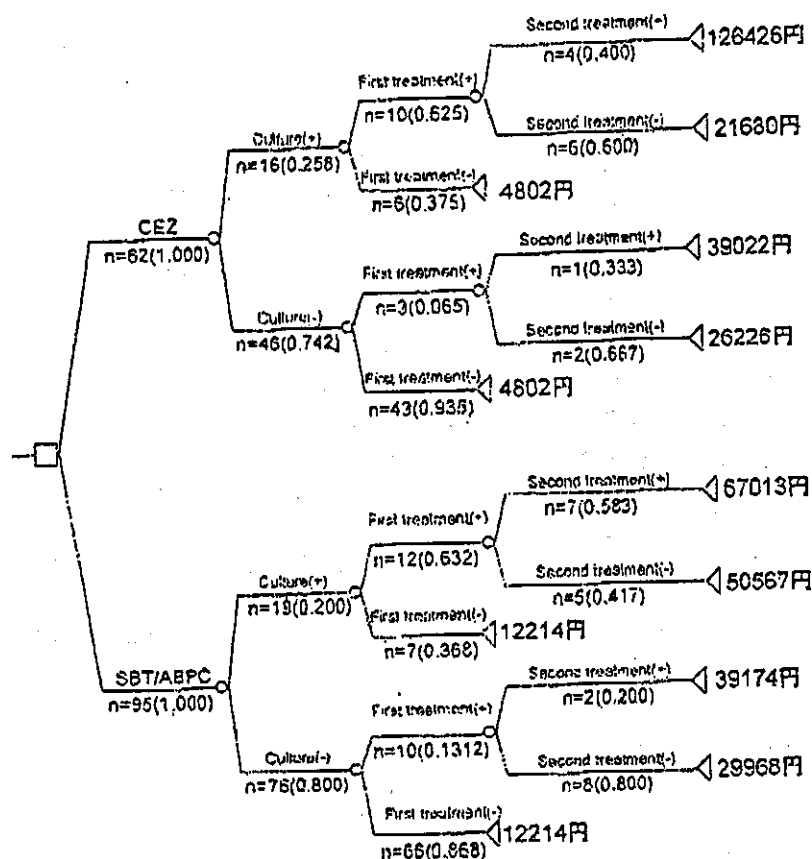 Second treatment(+)
n=4(0.400)
126426円
First treatment(+)
n=10(0.625)
Second treatment(-)
n=6(0.600)
21680円
Culture(+)
n=16(0.258)
First treatment(-)
n=6(0.375)
4802円
CEZ
n=62(1,000)
Second treatment(+)
n=1(0.333)
39022円
First treatment(+)
n=3(0.065)
Culture(-)
n=46(0.742)
Second treatment(-)
n=2(0.667)
26226円
First treatment(-)
n=43(0.935)
4802円
Second treatment(+)
n=7(0.583)
67013円
First treatment(+)
n=12(0.632)
Second treatment(-)
n=5(0.417)
50567円
Culture(+)
n=19(0.200)
First treatment(-)
n=7(0.368)
12214円
SBT/ABPC
n=95(1,000)
Second treatment(+)
n=2(0.200)
39174円
First treatment(+)
n=10(0.1312)
Culture(-)
n=76(0.800)
Second treatment(-)
n=8(0.800)
29968円
First treatment(-)
n=66(0.868)
12214円